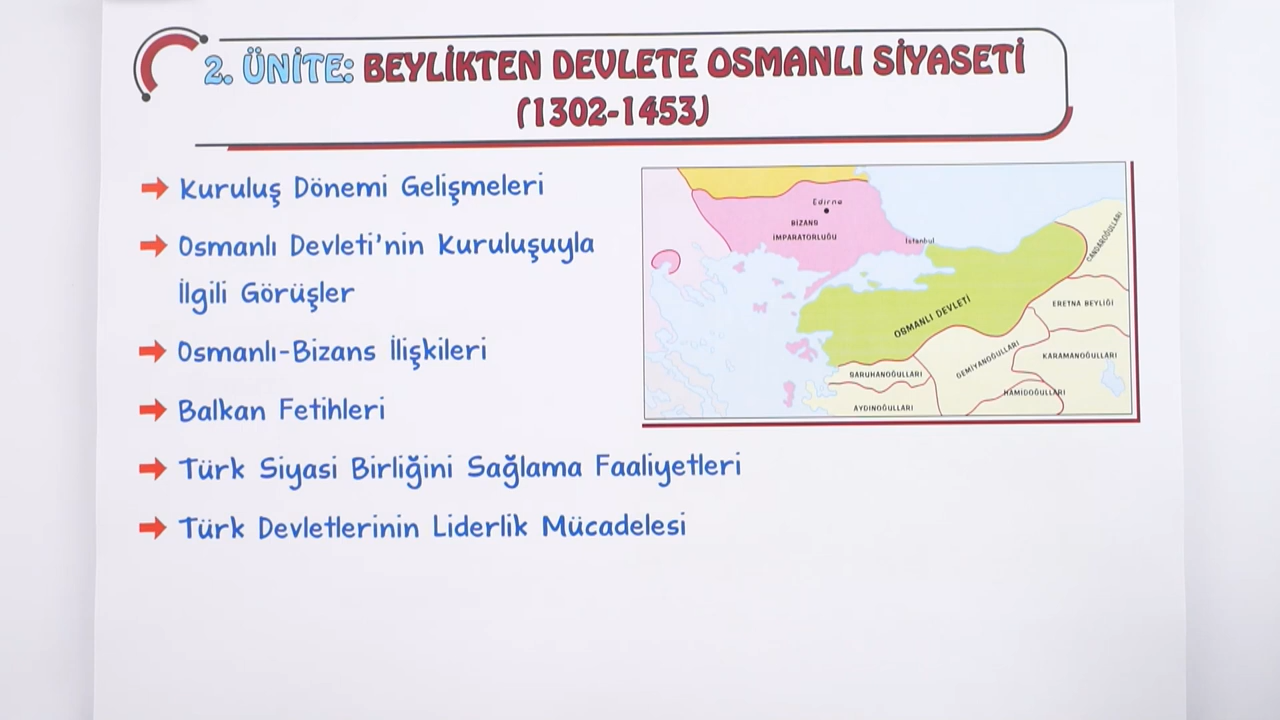 2. ÜNİTE: BEYLİKTEN DEVLETE OSMANLI SİYASETİ
(1302-1453)
Kuruluş Dönemi Gelişmeleri
Osmanlı Devleti'nin Kuruluşuyla
İlgili Görüşler
Osmanlı-Bizans İlişkileri
Balkan Fetihleri
Türk Siyasi Birliğini Sağlama Faaliyetleri
Türk Devletlerinin Liderlik Mücadelesi
Edirne
BİZANS
İMPARATORLUĞU
İstanbul
CANDAROĞULLARI
OSMANLI DEVLETİ
ERETNA BEYLİĞİ
GEMİYANOĞULLARI
KARAMANOĞULLARI
SARUHANOĞULLARI
HAMİDOĞULLARI
AYDINOĞULLARI